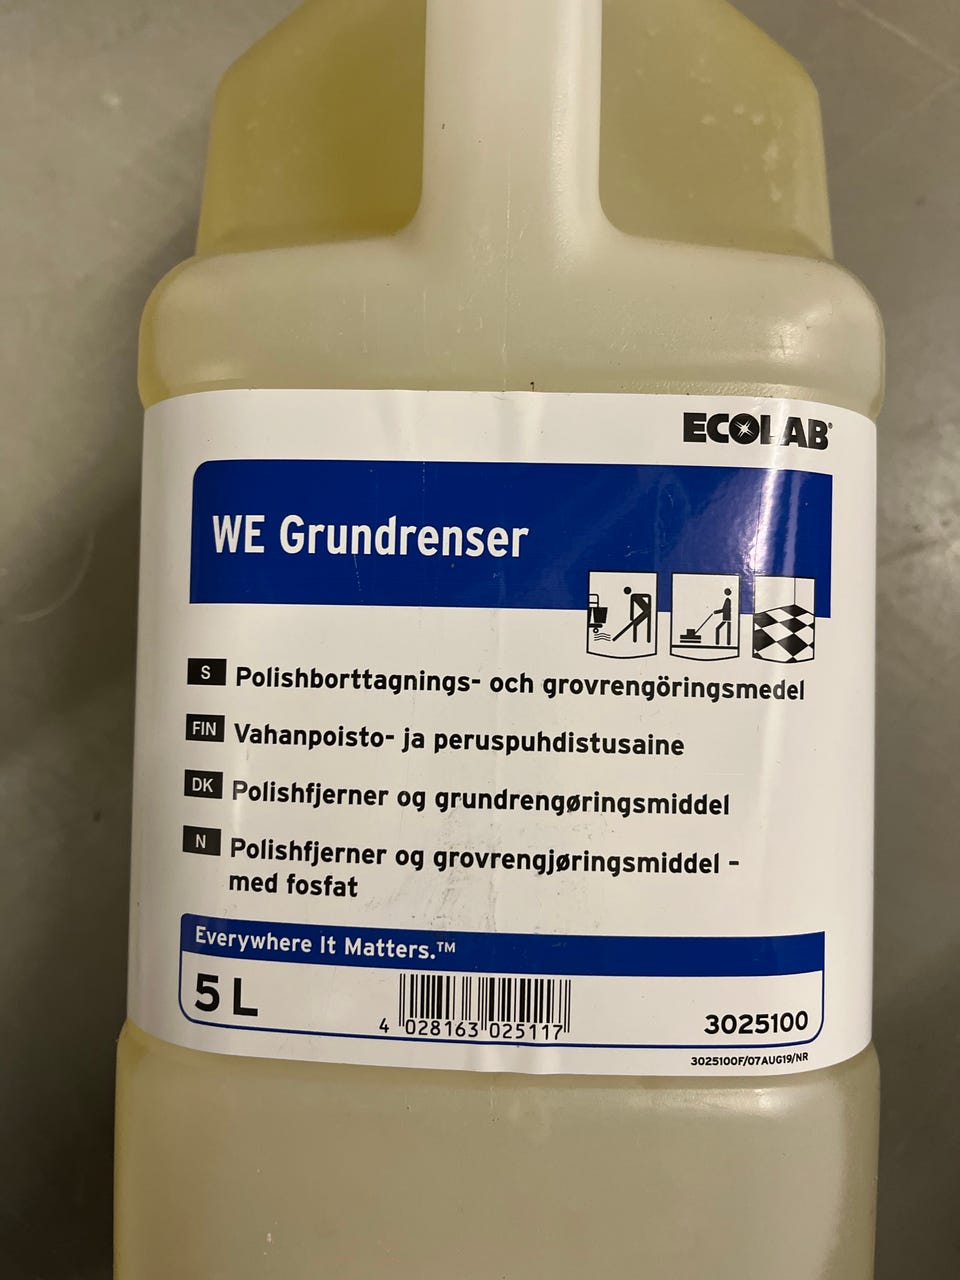 ECOLAB®
WE Grundrenser
S Polishborttagnings- och grovrengöringsmedel
FIN Vahanpoisto- ja peruspuhdistusaine
DK Polishfjerner og grundrengøringsmiddel
N Polishfjerner og grovrengjøringsmiddel -
med fosfat
Everywhere It Matters.™
5 L
4 028163 025117
3025100
3025100F/07AUG19/NR